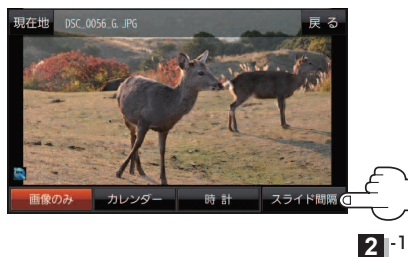 現在地 DSC_0056_G.JPG 戻 る
画像のみ カレンダー 時 計 スライド間隔
2 -1